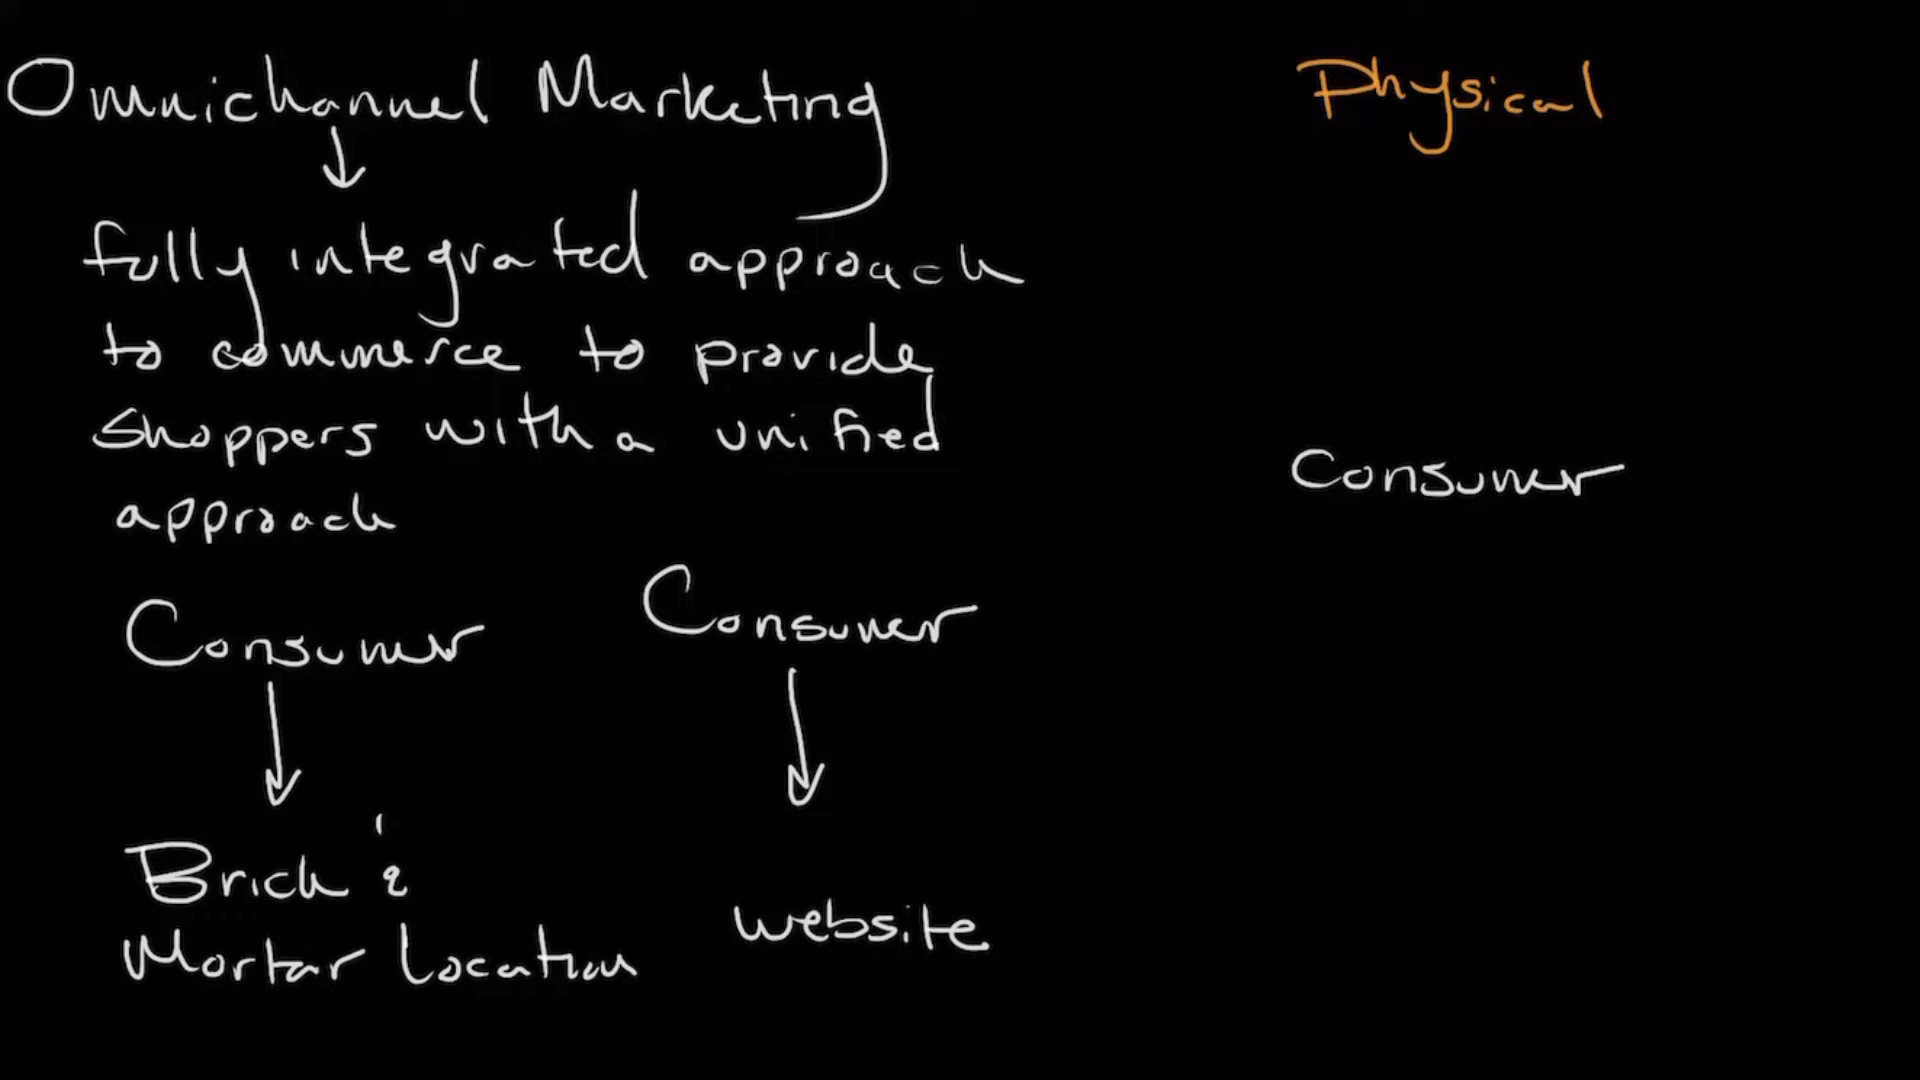 Omnichannel Marketing
fully integrated approach
to commerce to provide
shoppers with a unified
approach
Consumer
Brick &
Mortar Location
Consumer
website
Physical
Consumer